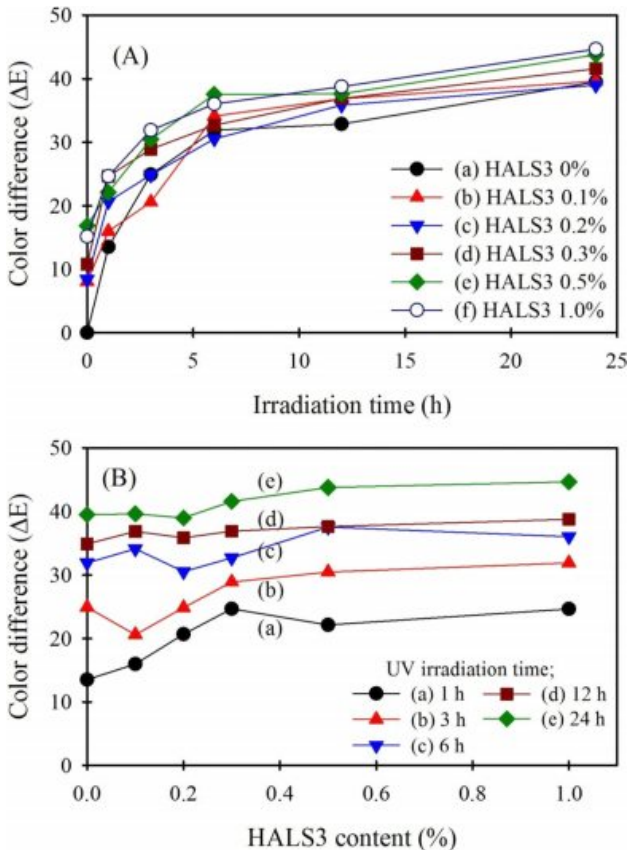 50
(A)
40
30
20
10
0
Color difference (ΔE)
(a) HALS3 0%
(b) HALS3 0.1%
(c) HALS3 0.2%
(d) HALS3 0.3%
(e) HALS3 0.5%
(f) HALS3 1.0%
0 5 10 15 20 25
Irradiation time (h)
50
(B)
40
30
20
10
0
Color difference (ΔE)
(e)
(d)
(c)
(b)
(a)
UV irradiation time;
(a) 1 h (d) 12 h
(b) 3 h (e) 24 h
(c) 6 h
0.0 0.2 0.4 0.6 0.8 1.0
HALS3 content (%)